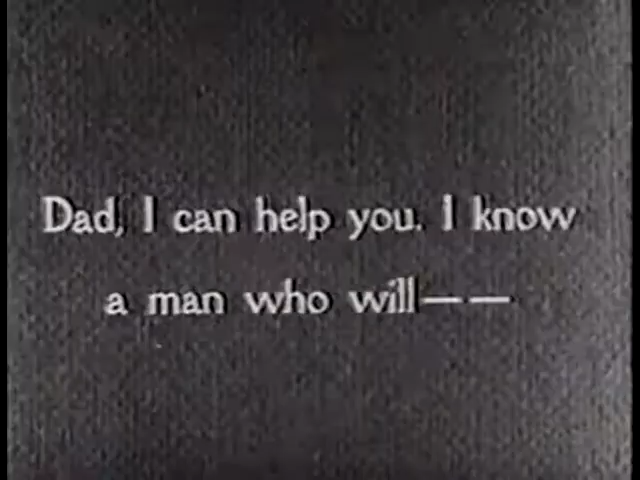 Dad, I can help you. I know
a man who will — —